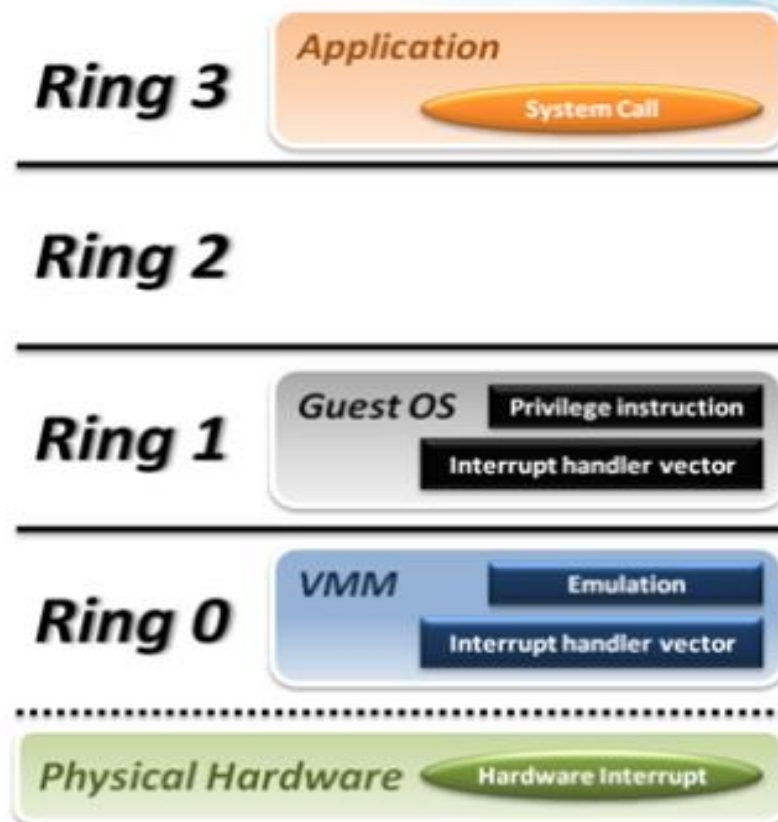 Application
Ring 3
System Call
Ring 2
Guest OS
Privilege instruction
Ring 1
Interrupt handler vector
VMM
Emulation
Ring 0
Interrupt handler vector
Physical Hardware
Hardware Interrupt